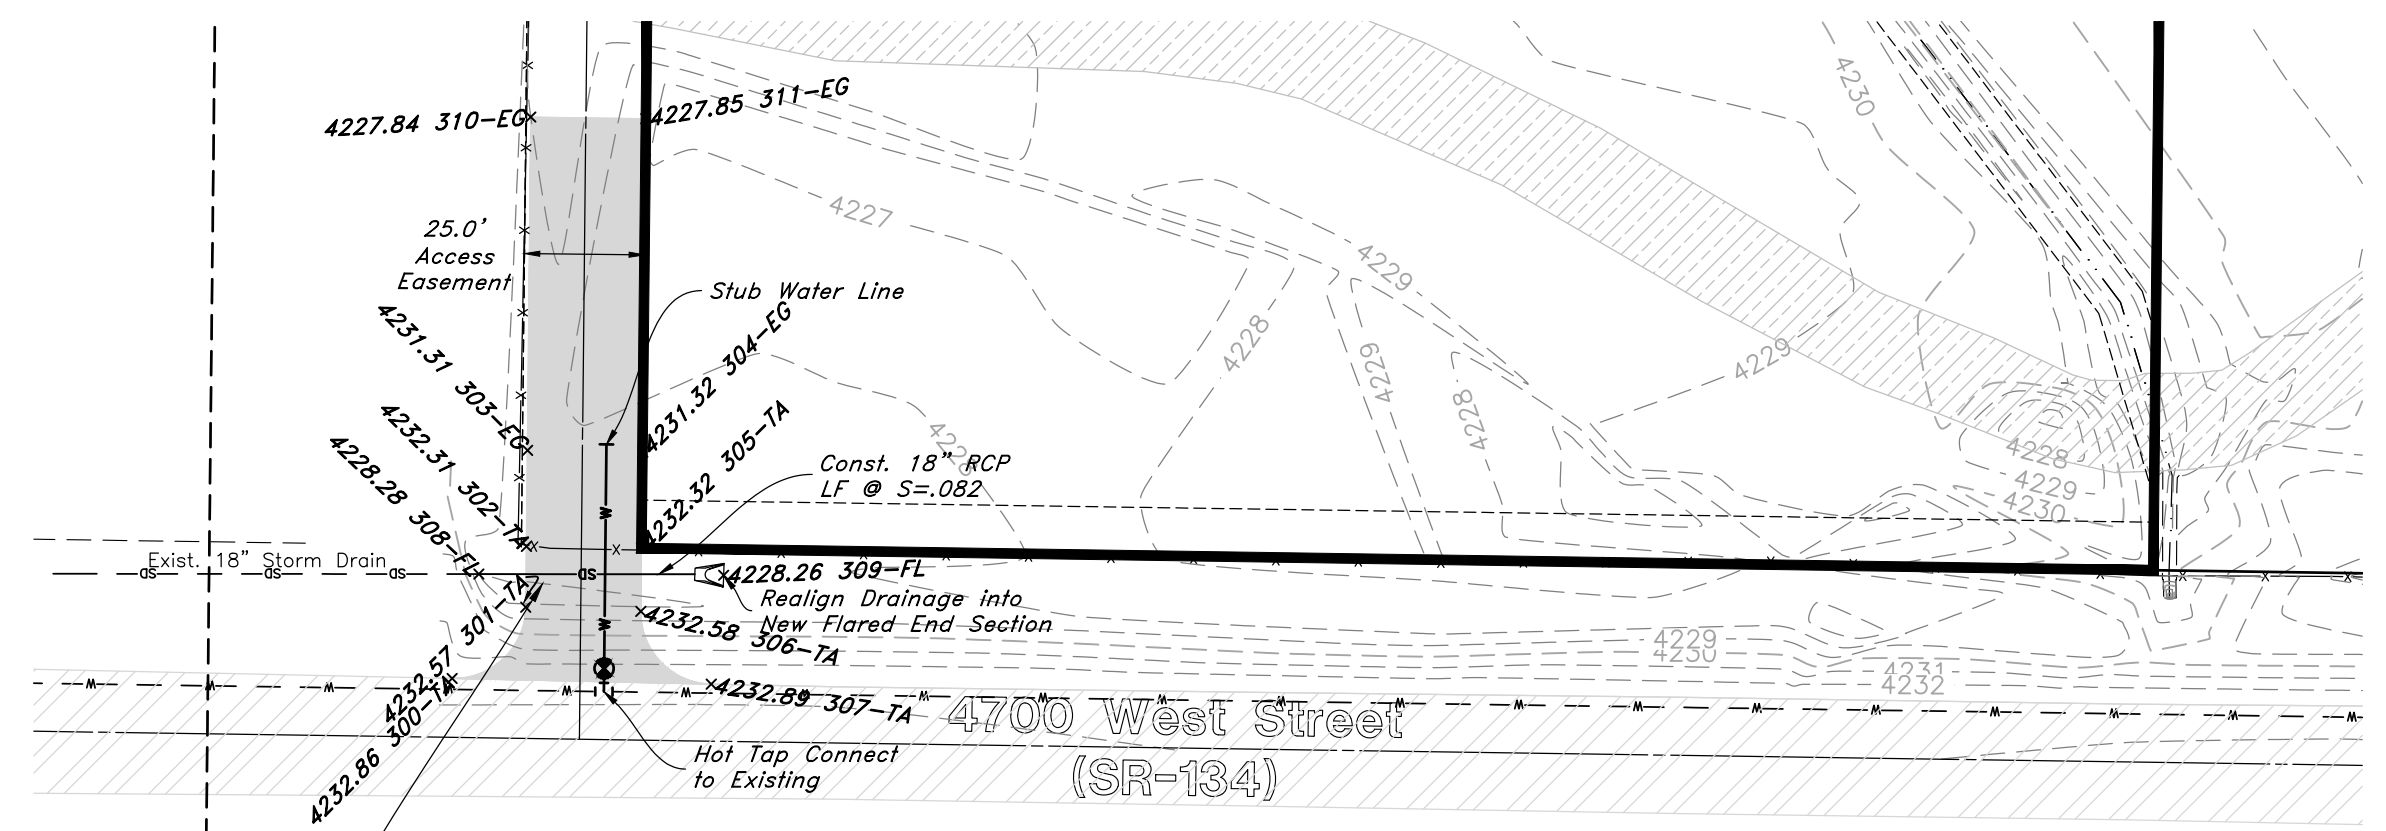 4230
4227.85 311-EG
4227.84 310-EG
4227
25.0'
Access
Easement
4229
Stub Water Line
4231.31 303-EG
4231.32 304-EG
4228
4229
4229
4232.31 302-TA
4232.32 305-TA
4228
4228
4228.28 308-FL
Const. 18" RCP
LF @ S=.082
4228
4229
4230
Exist. 18" Storm Drain
SD
SD
SD
SD
4228.26 309-FL
Realign Drainage into
New Flared End Section
W
W
4232.57 301-TA
4232.58 306-TA
4229
4230
4231
4232
4232.86 300-TA
4232.89 307-TA
W W W W W W W W W W W W W W W W W W W
4700 West Street
(SR-134)
Hot Tap Connect
to Existing